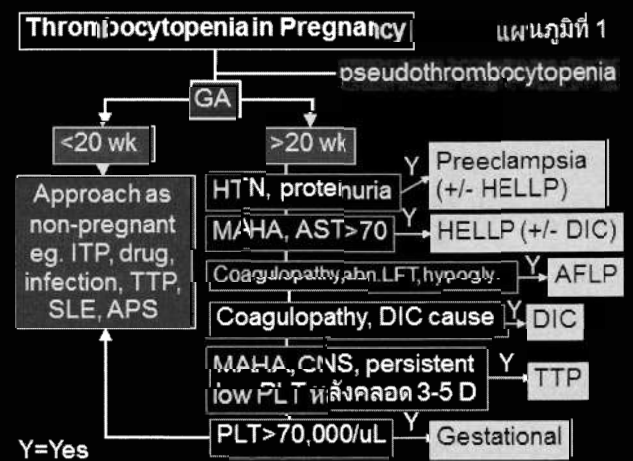 Thrombocytopenia in Pregnancy
แผนภูมิที่ 1
pseudothrombocytopenia
GA
<20 wk
>20 wk
Approach as
non-pregnant
eg. ITP, drug,
infection, TTP,
SLE, APS
HTN, proteinuria
Y
Preeclampsia
(+/- HELLP)
MAHA, AST>70
Y
HELLP (+/- DIC)
Coagulopathy,abn.LFT,hypogly.
Y
AFLP
Coagulopathy, DIC cause
Y
DIC
MAHA, CNS, persistent
low PLT หลังคลอด 3-5 D
Y
TTP
PLT>70,000/uL
Y
Gestational
Y=Yes